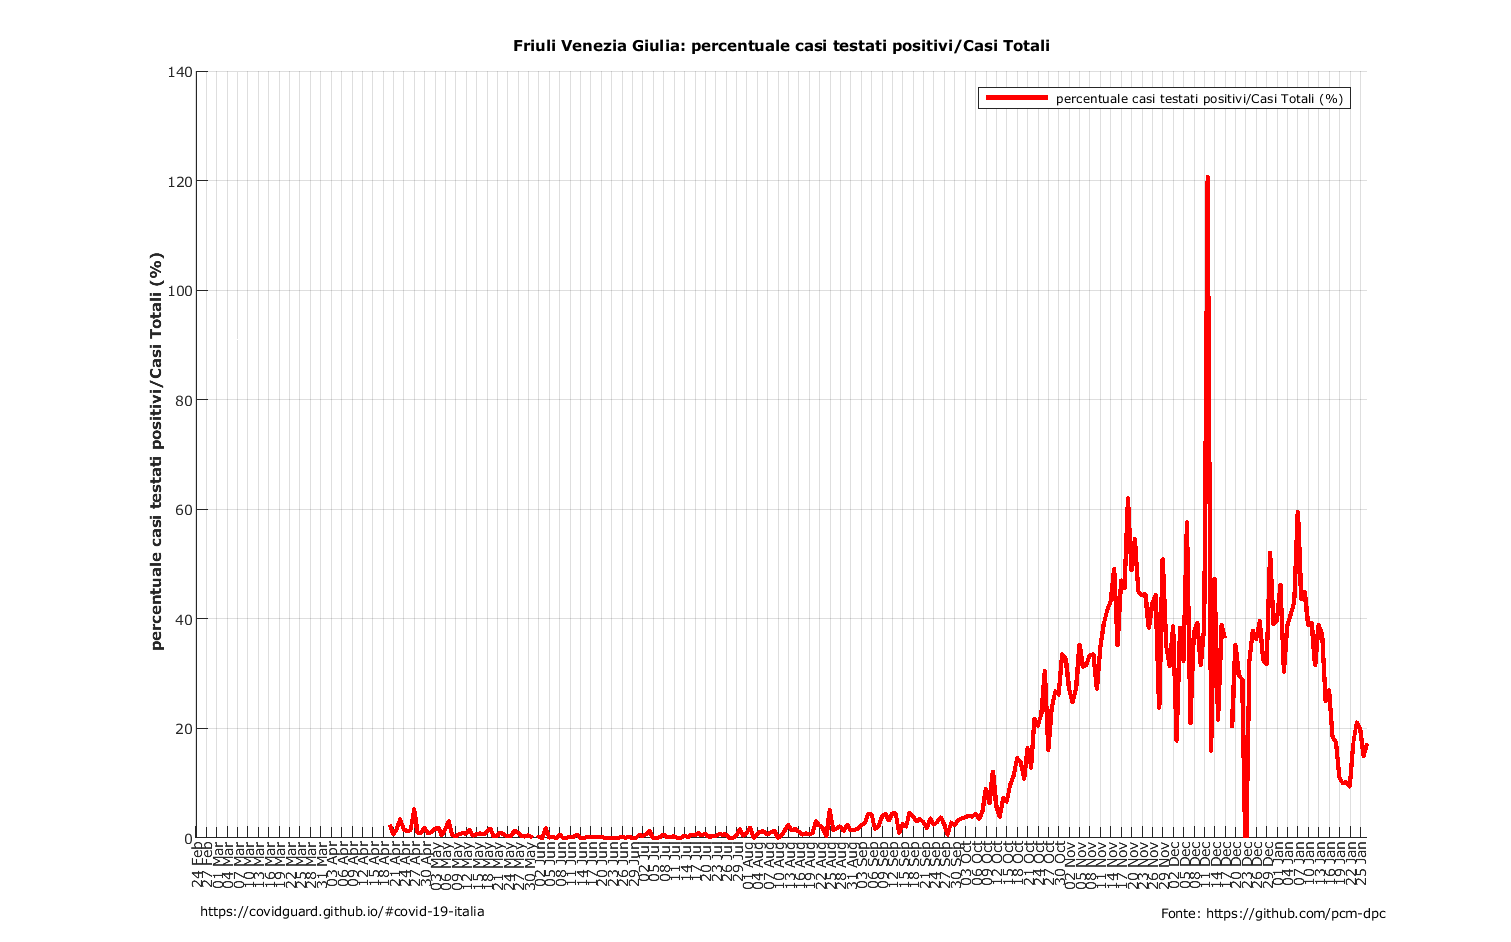 Friuli Venezia Giulia: percentuale casi testati positivi/Casi Totali
percentuale casi testati positivi/Casi Totali (%)
percentuale casi testati positivi/Casi Totali (%)
140
120
100
80
60
40
20
0
24 Feb
27 Feb
01 Mar
04 Mar
07 Mar
10 Mar
13 Mar
16 Mar
19 Mar
22 Mar
25 Mar
28 Mar
31 Mar
03 Apr
06 Apr
09 Apr
12 Apr
15 Apr
18 Apr
21 Apr
24 Apr
27 Apr
30 Apr
03 May
06 May
09 May
12 May
15 May
18 May
21 May
24 May
27 May
30 May
02 Jun
05 Jun
08 Jun
11 Jun
14 Jun
17 Jun
20 Jun
23 Jun
26 Jun
29 Jun
02 Jul
05 Jul
08 Jul
11 Jul
14 Jul
17 Jul
20 Jul
23 Jul
26 Jul
29 Jul
01 Aug
04 Aug
07 Aug
10 Aug
13 Aug
16 Aug
19 Aug
22 Aug
25 Aug
28 Aug
31 Aug
03 Sep
06 Sep
09 Sep
12 Sep
15 Sep
18 Sep
21 Sep
24 Sep
27 Sep
30 Sep
03 Oct
06 Oct
09 Oct
12 Oct
15 Oct
18 Oct
21 Oct
24 Oct
27 Oct
30 Oct
02 Nov
05 Nov
08 Nov
11 Nov
14 Nov
17 Nov
20 Nov
23 Nov
26 Nov
29 Nov
02 Dec
05 Dec
08 Dec
11 Dec
14 Dec
17 Dec
20 Dec
23 Dec
26 Dec
29 Dec
01 Jan
04 Jan
07 Jan
10 Jan
13 Jan
16 Jan
19 Jan
22 Jan
25 Jan
https://covidguard.github.io/#covid-19-italia
Fonte: https://github.com/pcm-dpc